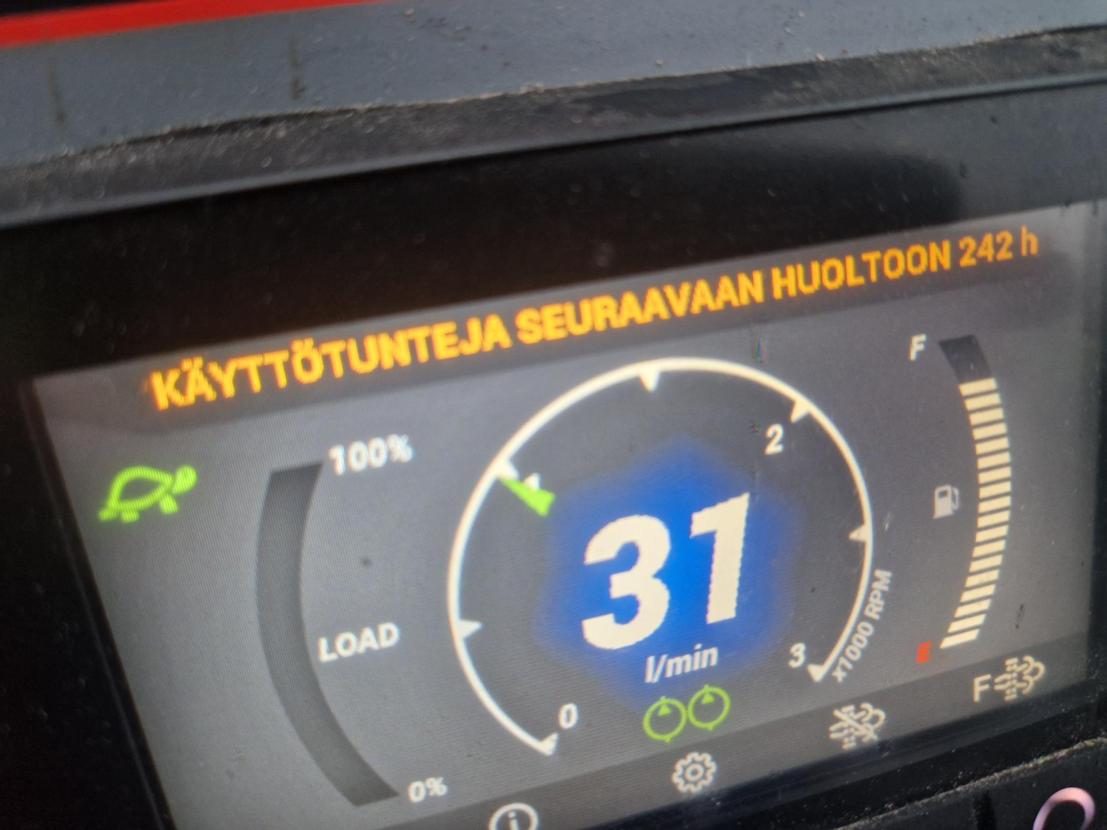 KÄYTTÖTUNTEJA SEURAAVAAN HUOLTOON 242 h
F
100%
1
2
31
LOAD
l/min
x1000 RPM
3
E
F
0
0%
i